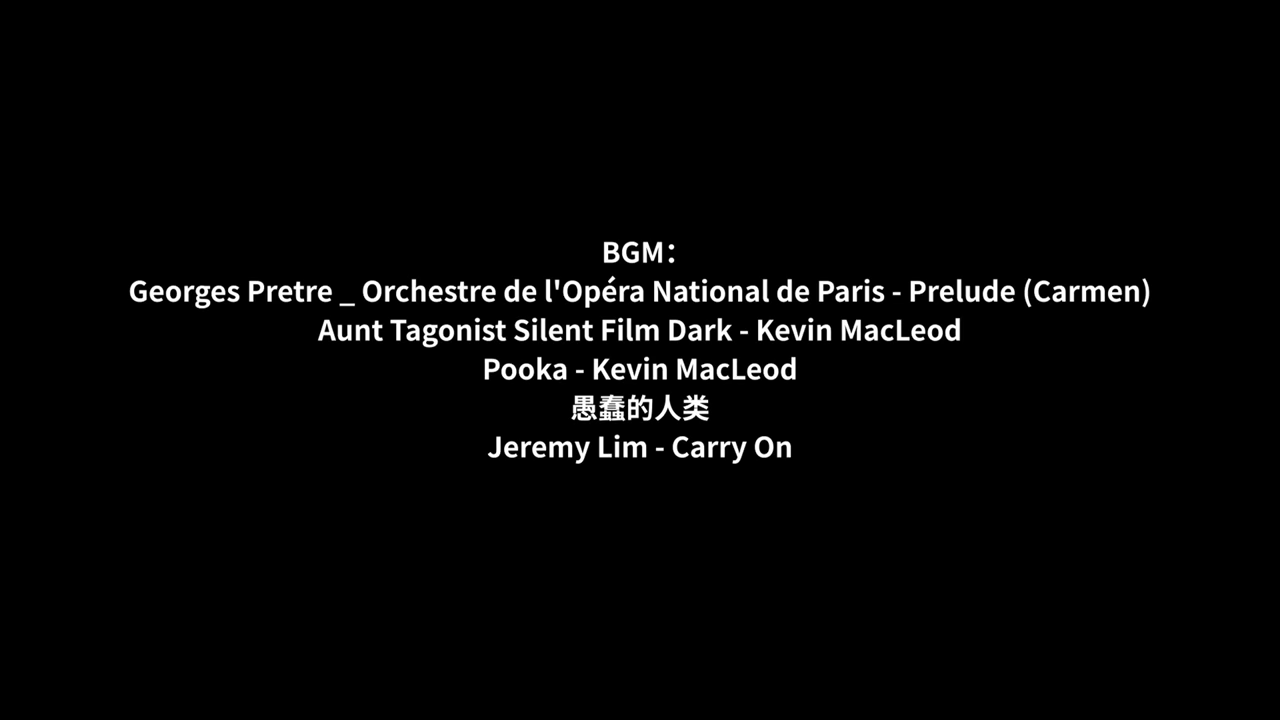 BGM：
Georges Pretre _ Orchestre de l'Opéra National de Paris - Prelude (Carmen)
Aunt Tagonist Silent Film Dark - Kevin MacLeod
Pooka - Kevin MacLeod
愚蠢的人类
Jeremy Lim - Carry On